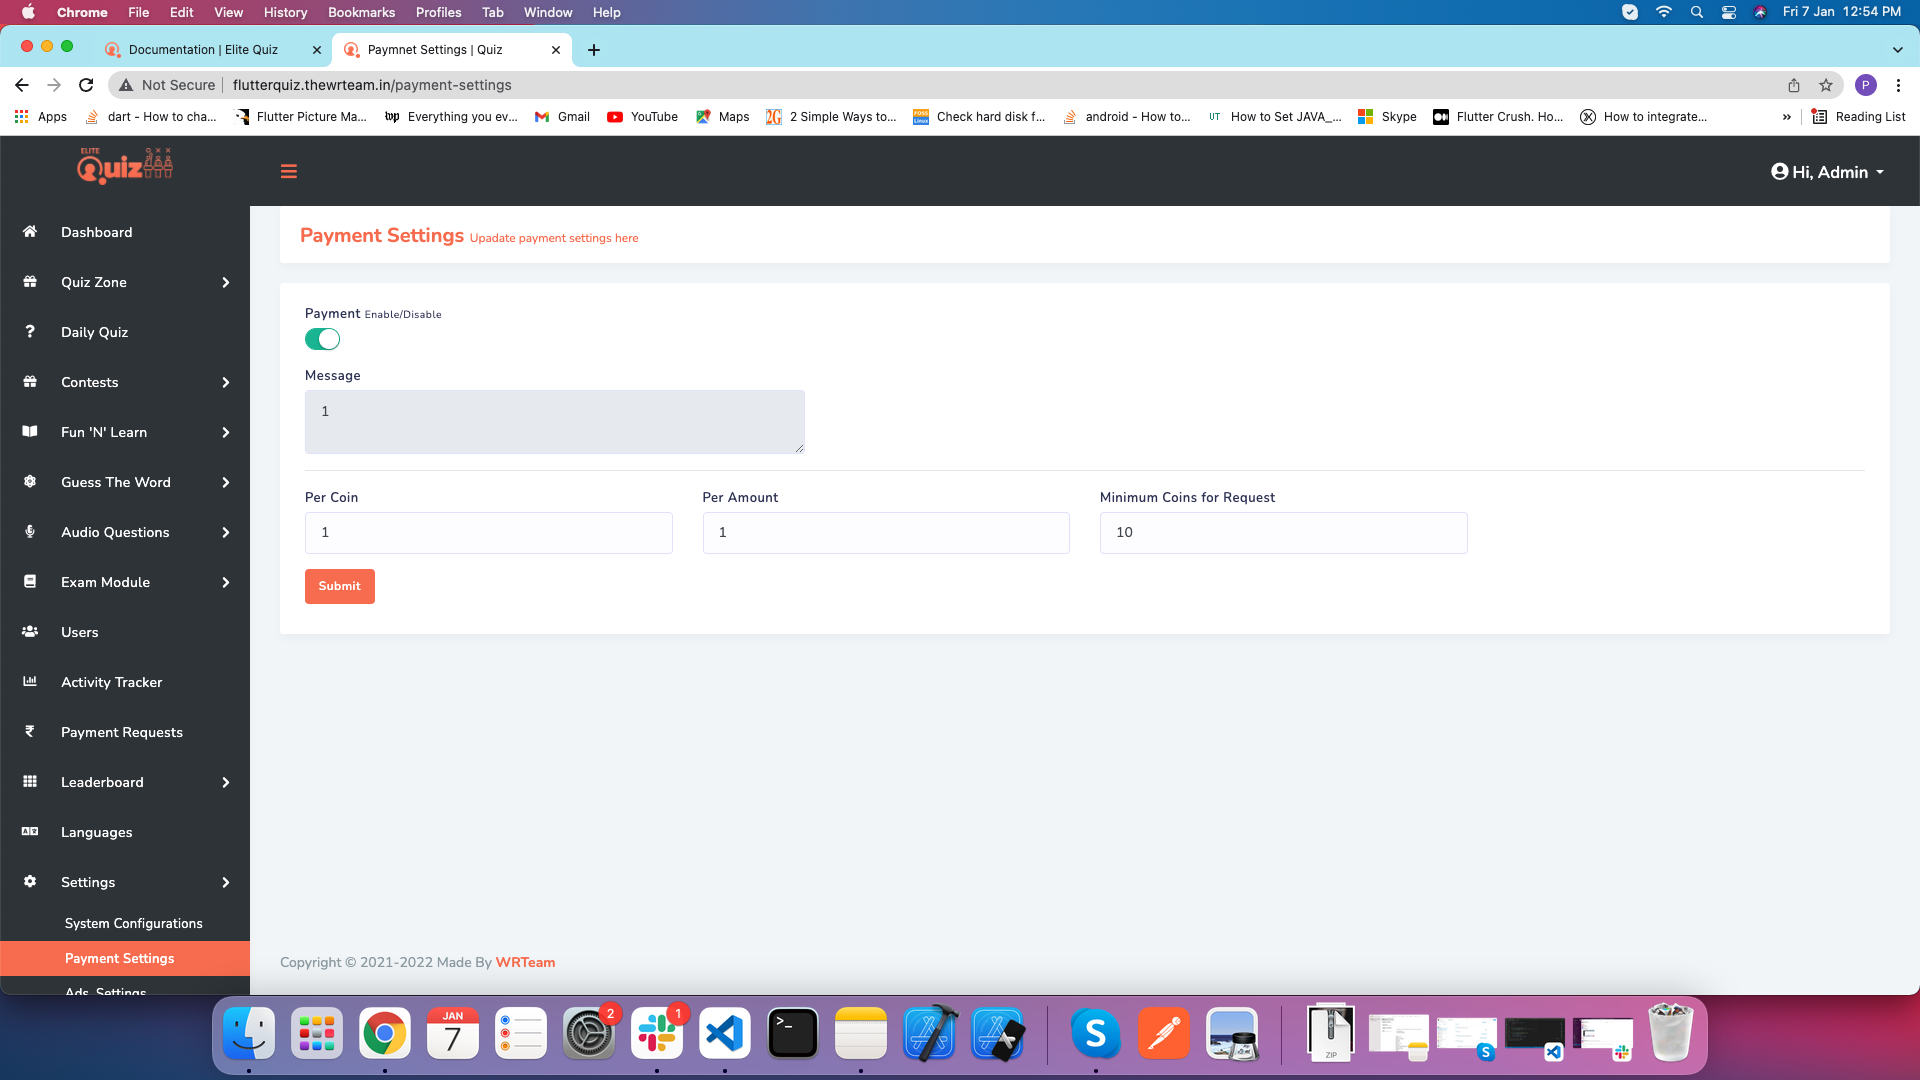 Chrome File Edit View History Bookmarks Profiles Tab Window Help Fri 7 Jan 12:54 PM
Documentation | Elite Quiz Paymnet Settings | Quiz
Not Secure flutterquiz.thewrteam.in/payment-settings P
Apps dart - How to cha... Flutter Picture Ma... Everything you ev... Gmail YouTube Maps 2 Simple Ways to... Check hard disk f... android - How to... UT How to Set JAVA_... Skype Flutter Crush. Ho... How to integrate... » Reading List
ELITE
Quiz
Hi, Admin
Dashboard
Quiz Zone
Daily Quiz
Contests
Fun 'N' Learn
Guess The Word
Audio Questions
Exam Module
Users
Activity Tracker
Payment Requests
Leaderboard
Languages
Settings
System Configurations
Payment Settings
Ads Settings
Payment Settings Upadate payment settings here
Payment Enable/Disable
Message
1
Per Coin Per Amount Minimum Coins for Request
1 1 10
Submit
Copyright © 2021-2022 Made By WRTeam
JAN
7
2
1
>_
S
ZIP